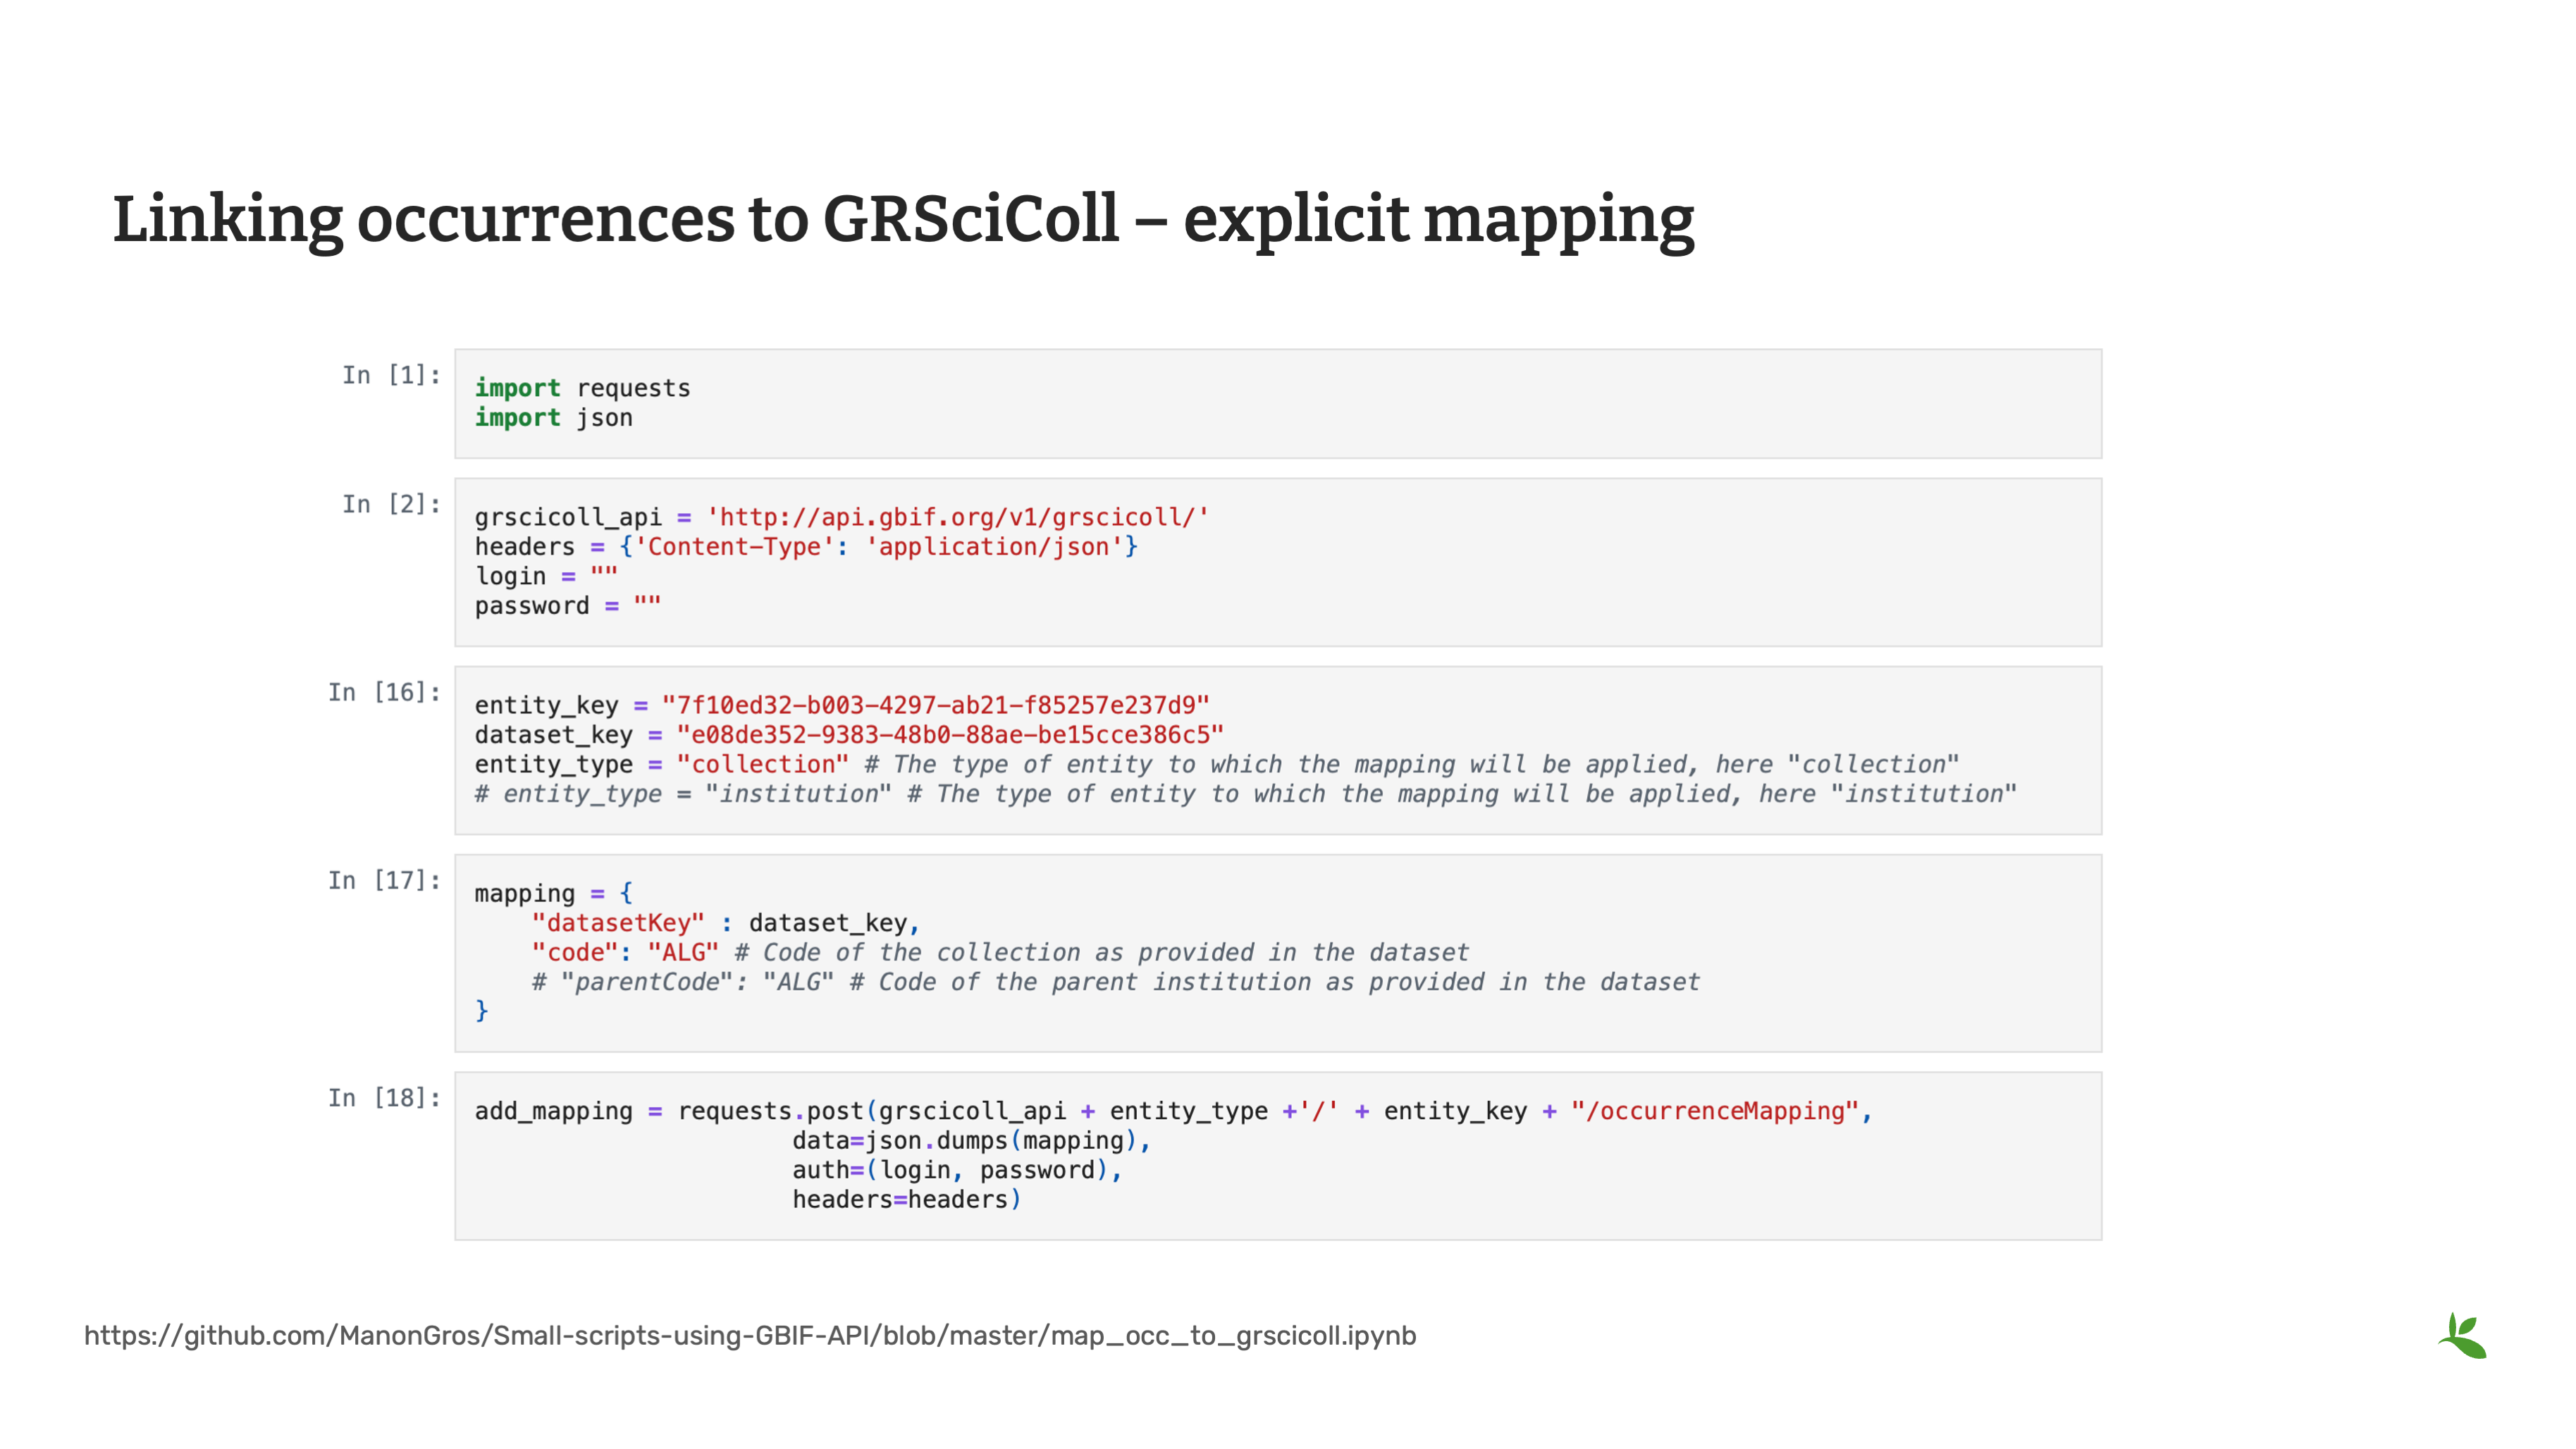 Linking occurrences to GRSciColl – explicit mapping
In [1]:
import requests
import json
In [2]:
grscicoll_api = 'http://api.gbif.org/v1/grscicoll/'
headers = {'Content-Type': 'application/json'}
login = ""
password = ""
In [16]:
entity_key = "7f10ed32-b003-4297-ab21-f85257e237d9"
dataset_key = "e08de352-9383-48b0-88ae-be15cce386c5"
entity_type = "collection" # The type of entity to which the mapping will be applied, here "collection"
# entity_type = "institution" # The type of entity to which the mapping will be applied, here "institution"
In [17]:
mapping = {
    "datasetKey" : dataset_key,
    "code": "ALG" # Code of the collection as provided in the dataset
    # "parentCode": "ALG" # Code of the parent institution as provided in the dataset
}
In [18]:
add_mapping = requests.post(grscicoll_api + entity_type +'/' + entity_key + "/occurrenceMapping",
                      data=json.dumps(mapping),
                      auth=(login, password),
                      headers=headers)
https://github.com/ManonGros/Small-scripts-using-GBIF-API/blob/master/map_occ_to_grscicoll.ipynb